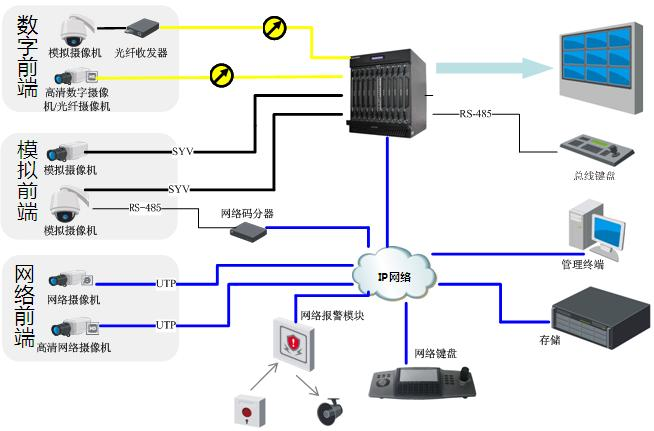 数字前端
模拟摄像机
光纤收发器
高清数字摄像
机/光纤摄像机
RS-485
总线键盘
模拟前端
模拟摄像机
SYV
SYV
模拟摄像机
RS-485
网络码分器
网络前端
网络摄像机
UTP
高清网络摄像机
UTP
IP网络
管理终端
存储
网络报警模块
网络键盘